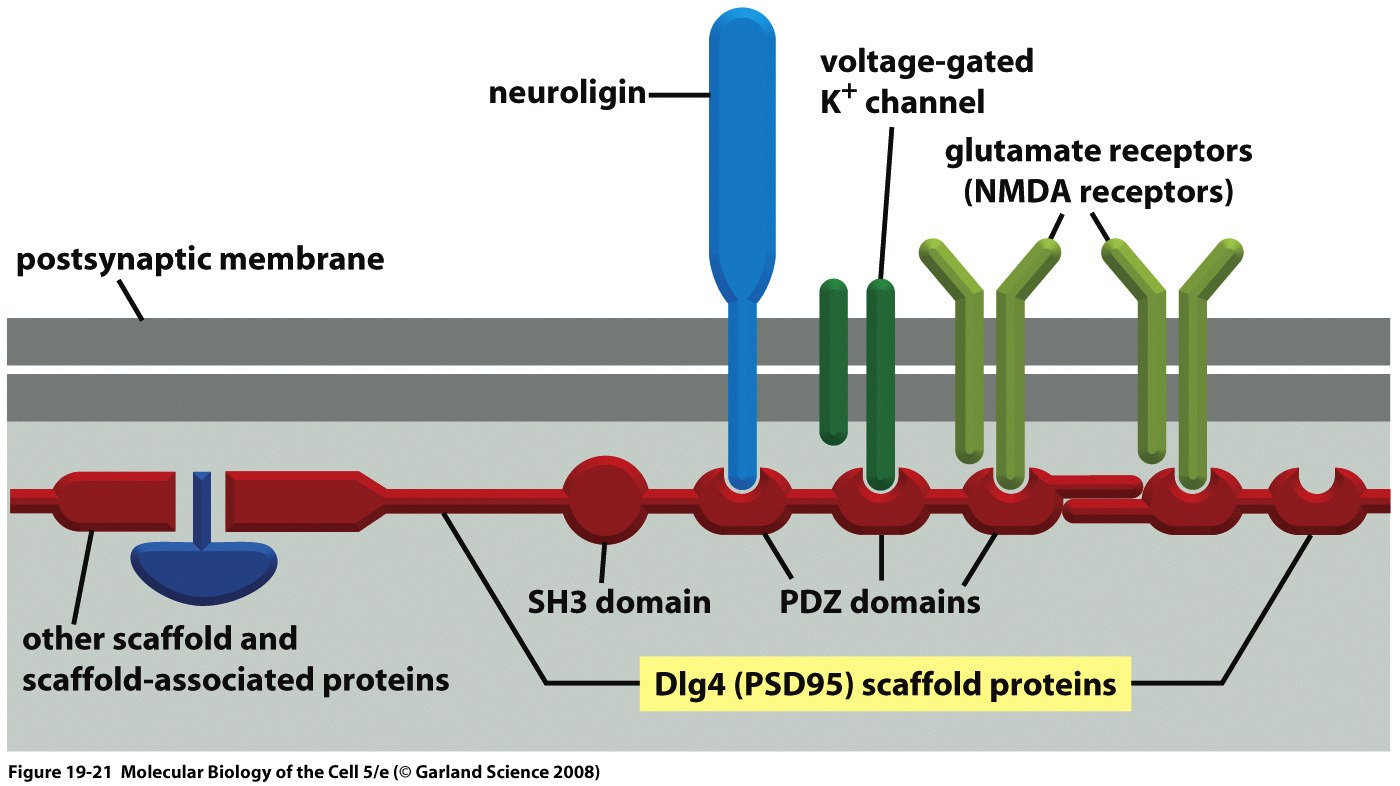 neuroligin
voltage-gated
K+ channel
glutamate receptors
(NMDA receptors)
postsynaptic membrane
SH3 domain
PDZ domains
other scaffold and
scaffold-associated proteins
Dlg4 (PSD95) scaffold proteins
Figure 19-21 Molecular Biology of the Cell 5/e (© Garland Science 2008)